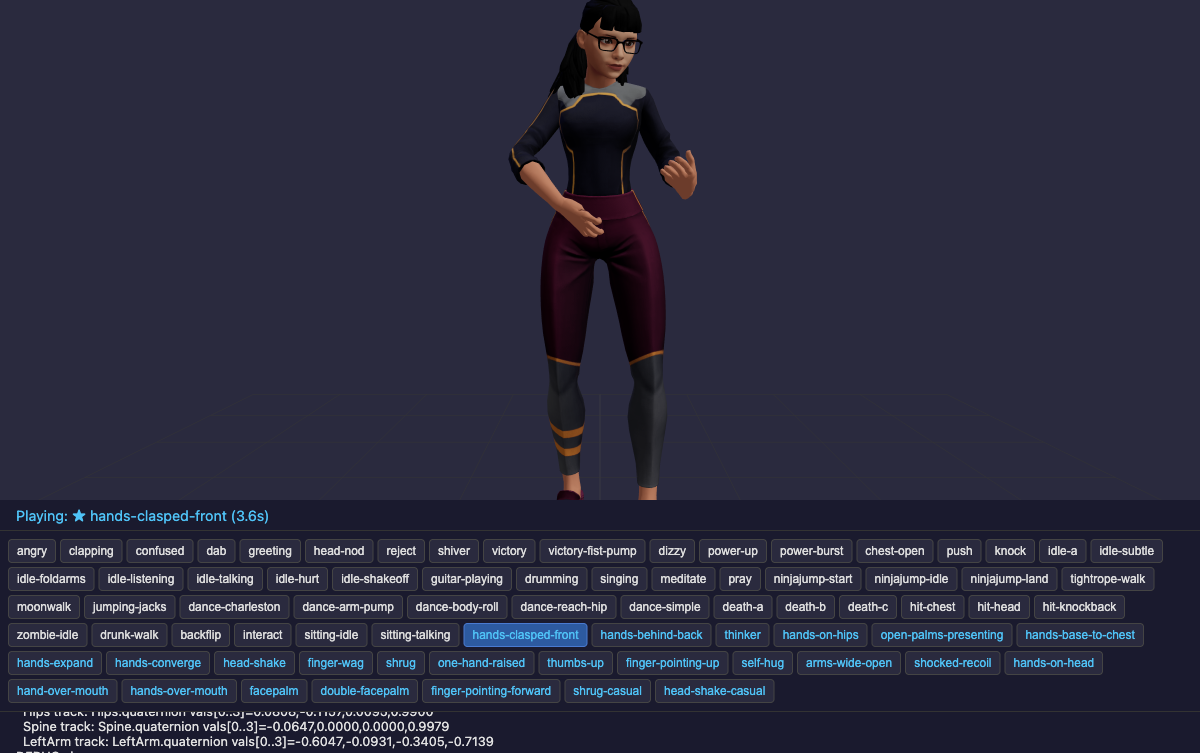 Playing: ★ hands-clasped-front (3.6s)
angry clapping confused dab greeting head-nod reject shiver victory victory-fist-pump dizzy power-up power-burst chest-open push knock idle-a idle-subtle
idle-foldarms idle-listening idle-talking idle-hurt idle-shakeoff guitar-playing drumming singing meditate pray ninjajump-start ninjajump-idle ninjajump-land tightrope-walk
moonwalk jumping-jacks dance-charleston dance-arm-pump dance-body-roll dance-reach-hip dance-simple death-a death-b death-c hit-chest hit-head hit-knockback
zombie-idle drunk-walk backflip interact sitting-idle sitting-talking hands-clasped-front hands-behind-back thinker hands-on-hips open-palms-presenting hands-base-to-chest
hands-expand hands-converge head-shake finger-wag shrug one-hand-raised thumbs-up finger-pointing-up self-hug arms-wide-open shocked-recoil hands-on-head
hand-over-mouth hands-over-mouth facepalm double-facepalm finger-pointing-forward shrug-casual head-shake-casual
Hips track: Hips.quaternion vals[0..3]=
Spine track: Spine.quaternion vals[0..3]=-0.0647,0.0000,0.0000,0.9979
LeftArm track: LeftArm.quaternion vals[0..3]=-0.6047,-0.0931,-0.3405,-0.7139